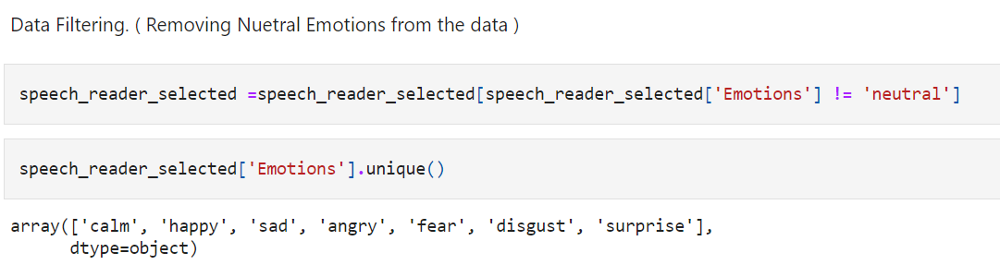 Data Filtering. ( Removing Nuetral Emotions from the data )
speech_reader_selected =speech_reader_selected[speech_reader_selected['Emotions'] != 'neutral']
speech_reader_selected['Emotions'].unique()
array(['calm', 'happy', 'sad', 'angry', 'fear', 'disgust', 'surprise'],
dtype=object)